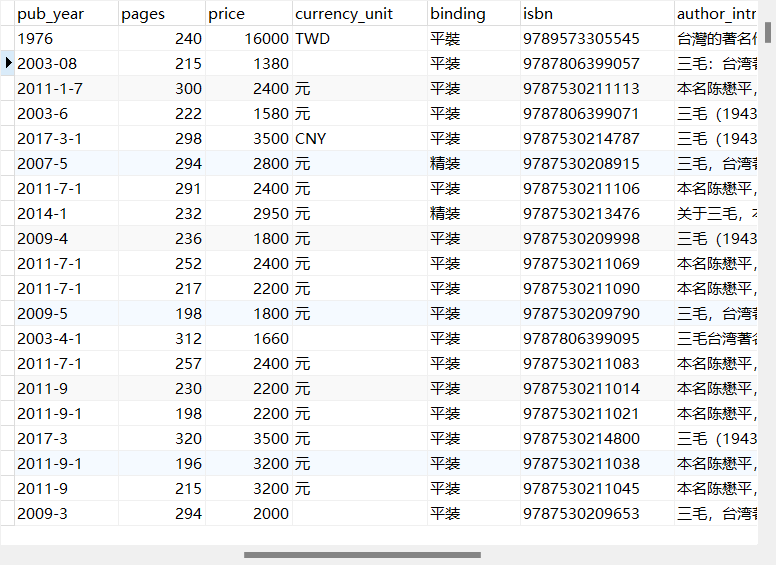 pub_year pages price currency_unit binding isbn author_intr
1976 240 16000 TWD 平裝 9789573305545 台灣的著名作
2003-08 215 1380 平装 9787806399057 三毛：台湾著
2011-1-7 300 2400 元 平装 9787530211113 本名陈懋平，
2003-6 222 1580 元 平装 9787806399071 三毛（1943
2017-3-1 298 3500 CNY 平装 9787530214787 三毛（1943
2007-5 294 2800 元 精装 9787530208915 三毛，台湾著
2011-7-1 291 2400 元 平装 9787530211106 本名陈懋平，
2014-1 232 2950 元 精装 9787530213476 关于三毛，本
2009-4 236 1800 元 平装 9787530209998 三毛（1943
2011-7-1 252 2400 元 平装 9787530211069 本名陈懋平，
2011-7-1 217 2200 元 平装 9787530211090 本名陈懋平，
2009-5 198 1800 元 平装 9787530209790 三毛，台湾著
2003-4-1 312 1660 平装 9787806399095 三毛台湾著名
2011-7-1 257 2400 元 平装 9787530211083 本名陈懋平，
2011-9 230 2200 元 平装 9787530211014 本名陈懋平，
2011-9-1 198 2200 元 平装 9787530211021 本名陈懋平，
2017-3 320 3500 元 平装 9787530214800 三毛（1943
2011-9-1 196 3200 元 平装 9787530211038 本名陈懋平，
2011-9 215 3200 元 平装 9787530211045 本名陈懋平，
2009-3 294 2000 平装 9787530209653 三毛，台湾著